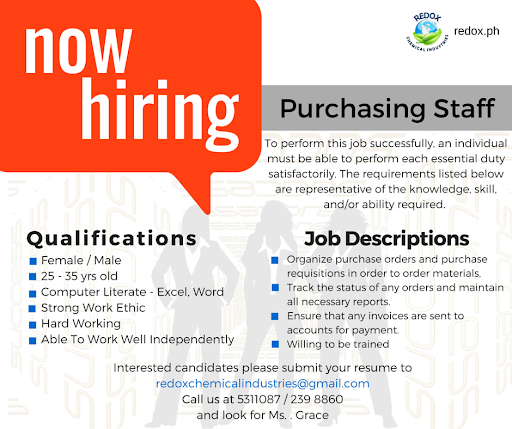 now
hiring
REDOX
CHEMICAL INDUSTRIES
redox.ph
Purchasing Staff
To perform this job successfully, an individual
must be able to perform each essential duty
satisfactorily. The requirements listed below
are representative of the knowledge, skill,
and/or ability required.
Qualifications
Female / Male
25 - 35 yrs old
Computer Literate - Excel, Word
Strong Work Ethic
Hard Working
Able To Work Well Independently
Job Descriptions
Organize purchase orders and purchase
requisitions in order to order materials,
Track the status of any orders and maintain
all necessary reports.
Ensure that any invoices are sent to
accounts for payment.
Willing to be trained
Interested candidates please submit your resume to
redoxchemicalindustries@gmail.com
Call us at 5311087 / 239 8860
and look for Ms. . Grace